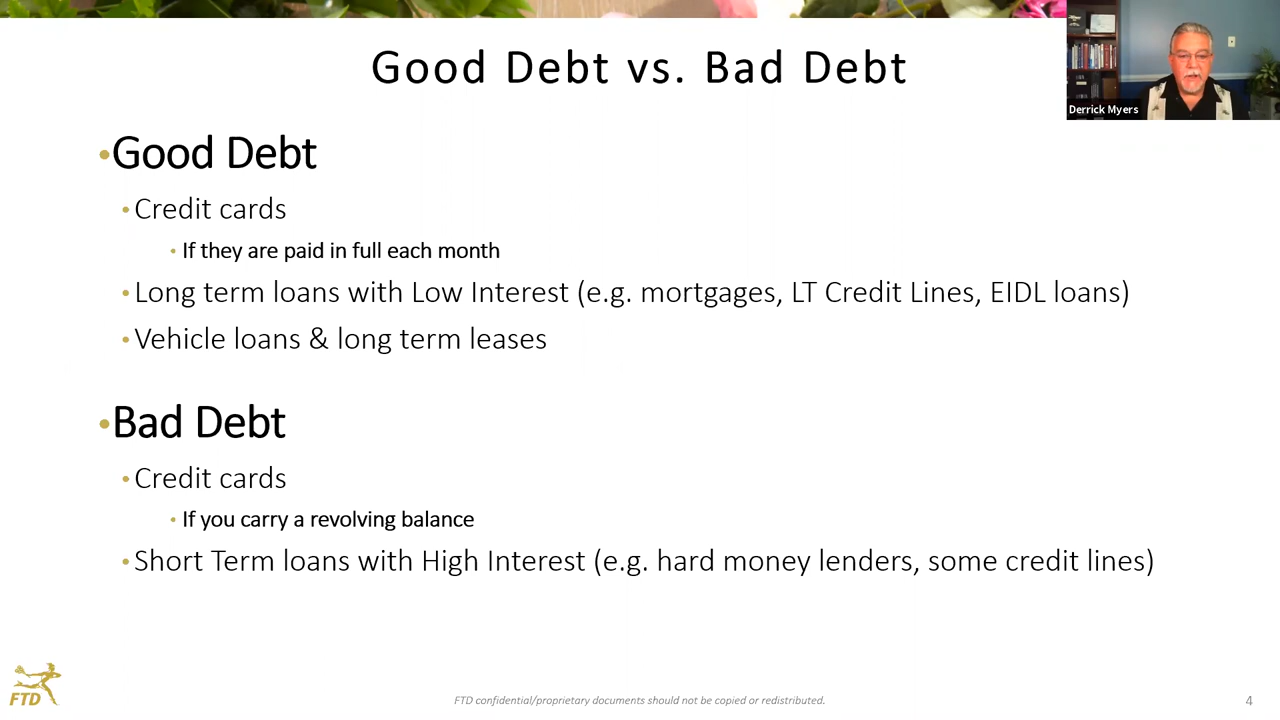 Good Debt vs. Bad Debt
Derrick Myers
•Good Debt
•Credit cards
•If they are paid in full each month
•Long term loans with Low Interest (e.g. mortgages, LT Credit Lines, EIDL loans)
•Vehicle loans & long term leases
•Bad Debt
•Credit cards
•If you carry a revolving balance
•Short Term loans with High Interest (e.g. hard money lenders, some credit lines)
FTD
FTD confidential/proprietary documents should not be copied or redistributed.
4